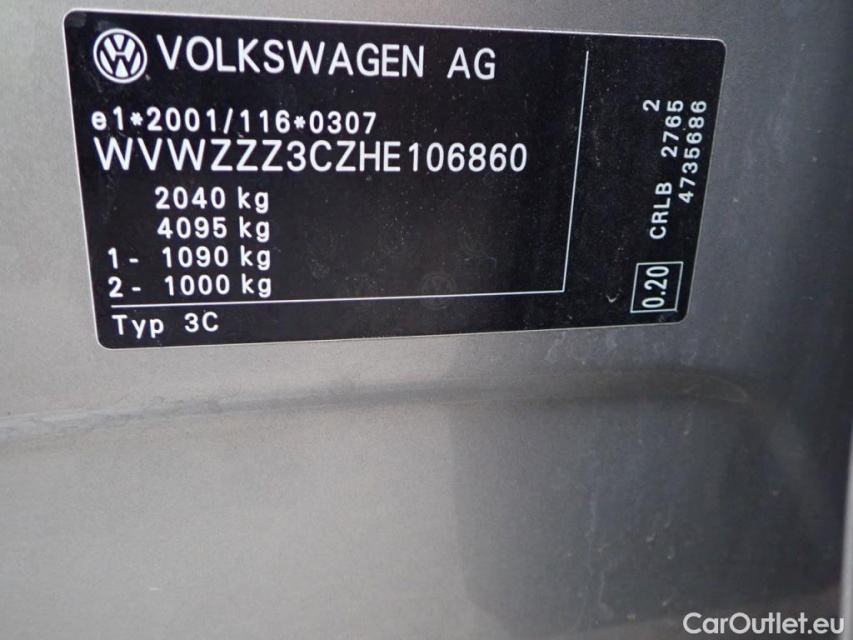 VOLKSWAGEN AG
e1*2001/116*0307
WVWZZZ3CZHE106860
2040 kg
4095 kg
1- 1090 kg
2- 1000 kg
Typ 3C
2
CRLB 2765
4735686
0.20
CarOutlet.eu